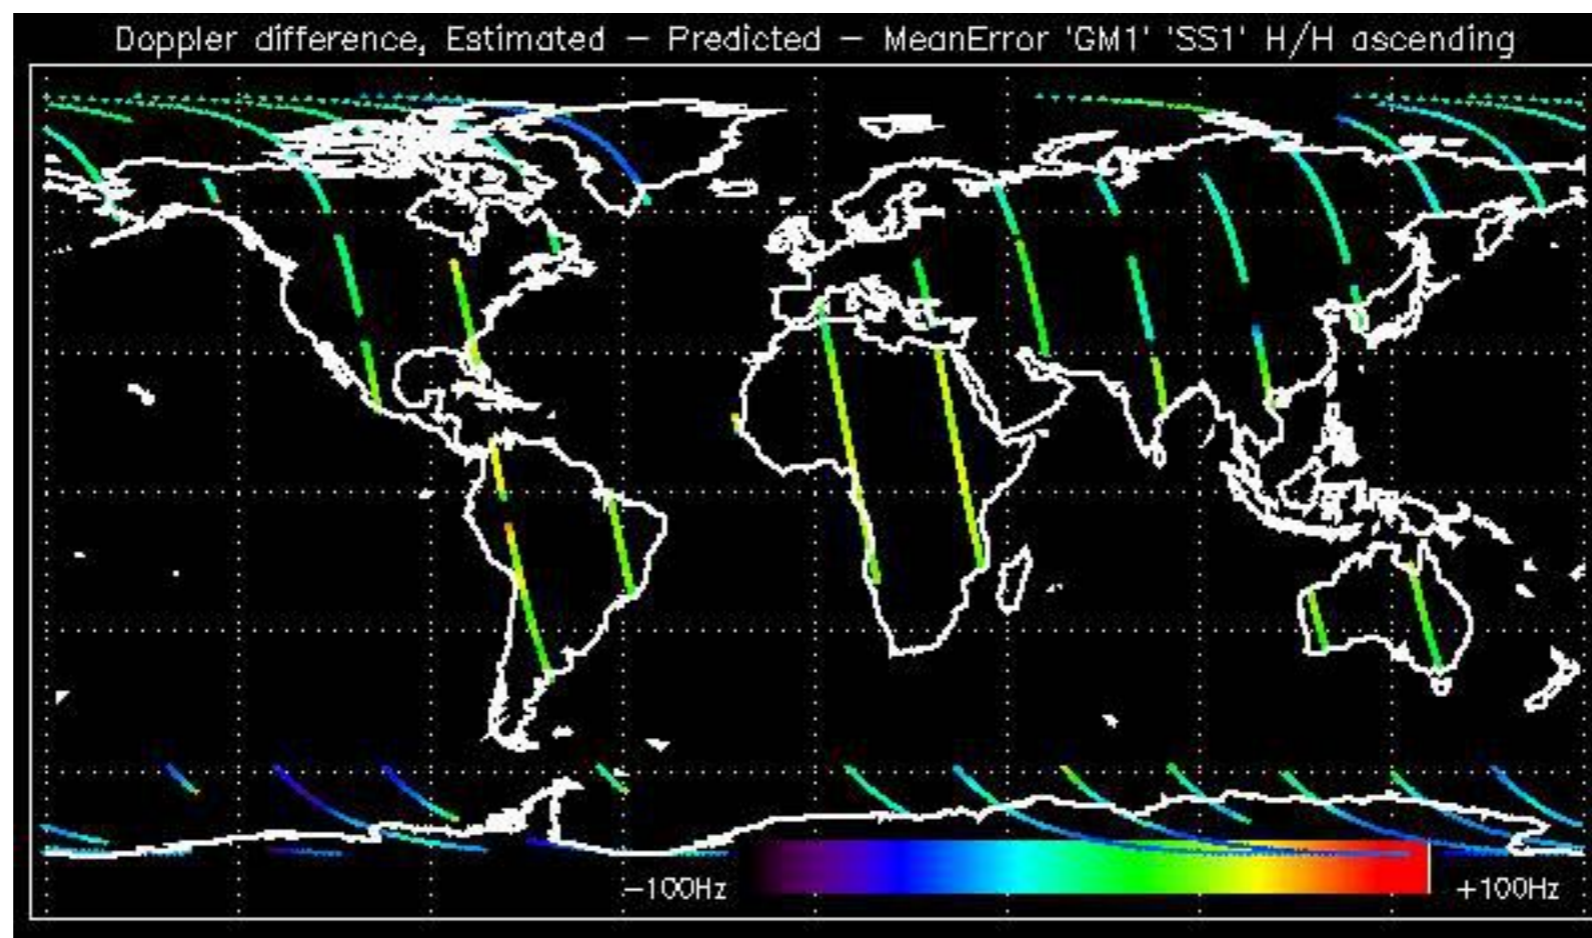 Doppler difference, Estimated — Predicted — MeanError 'GM1' 'SS1' H/H ascending
—100Hz +100Hz